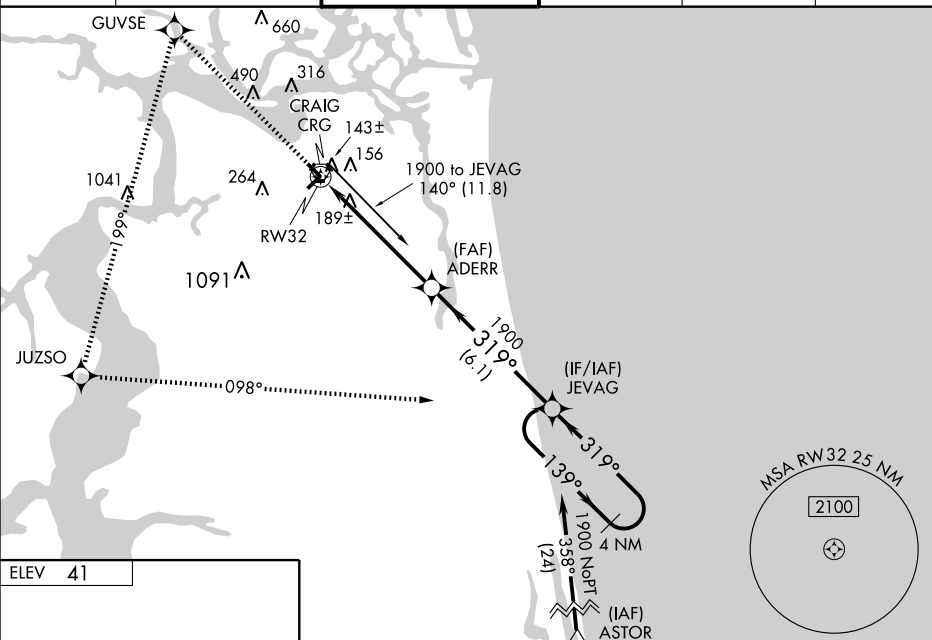 GUVSE
660
490
316
CRAIG
CRG
143±
156
1900 to JEVAG
140° (11.8)
1041
264
189±
RW32
199°
1091
(FAF)
ADERR
1900
319°
(6.1)
JUZSO
098°
(IF/IAF)
JEVAG
319°
139°
4 NM
1900 NoPT
358°
(24)
(IAF)
ASTOR
MSA RW32 25 NM
2100
ELEV 41